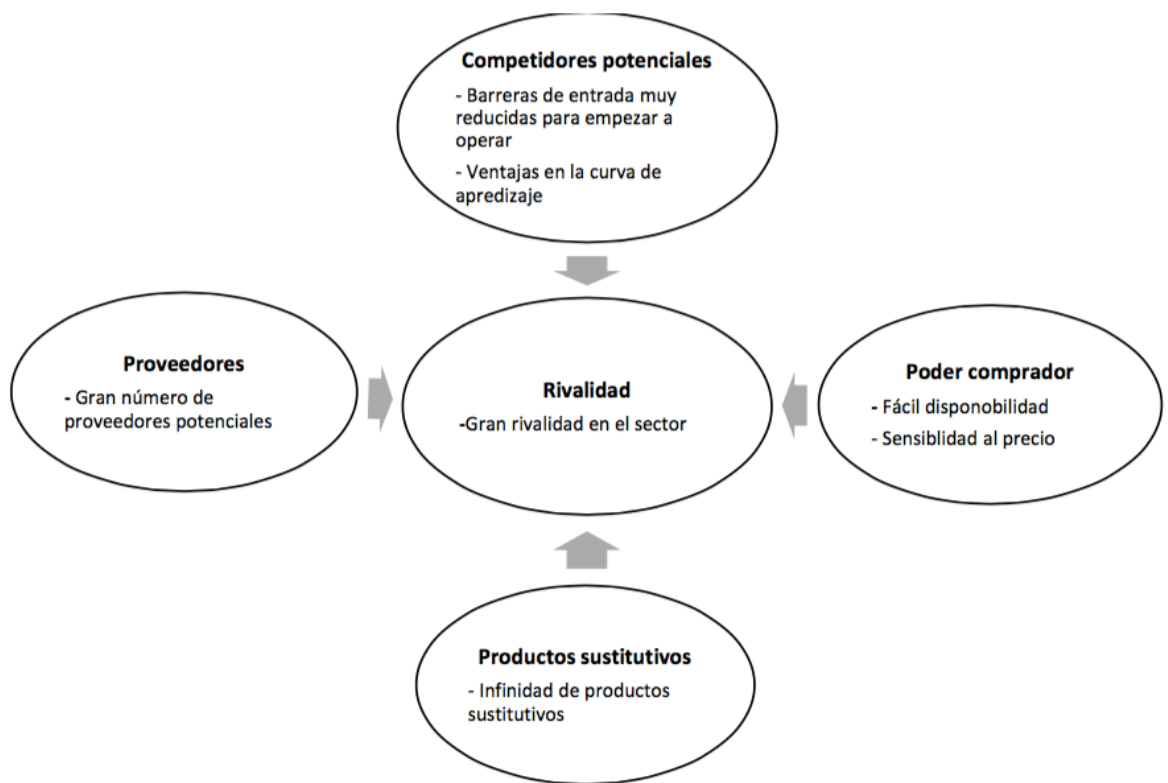 Competidores potenciales
- Barreras de entrada muy
reducidas para empezar a
operar
- Ventajas en la curva de
apredizaje
Proveedores
- Gran número de
proveedores potenciales
Rivalidad
-Gran rivalidad en el sector
Poder comprador
- Fácil disponobilidad
- Sensiblidad al precio
Productos sustitutivos
- Infinidad de productos
sustitutivos